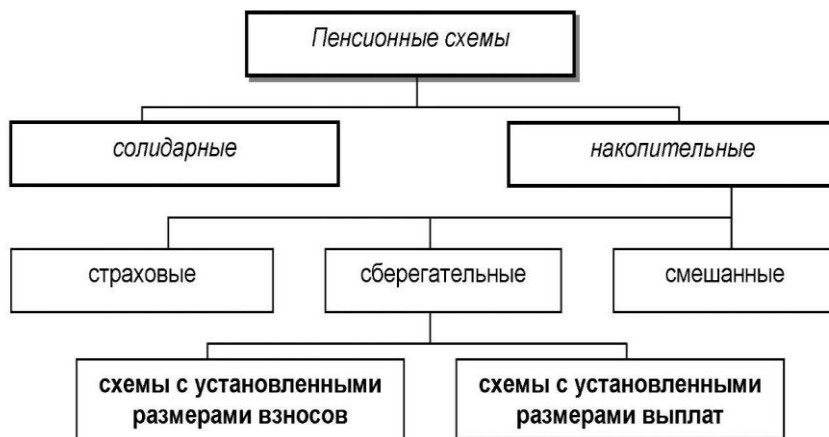 Пенсионные схемы
солидарные
накопительные
страховые
сберегательные
смешанные
схемы с установленными
размерами взносов
схемы с установленными
размерами выплат